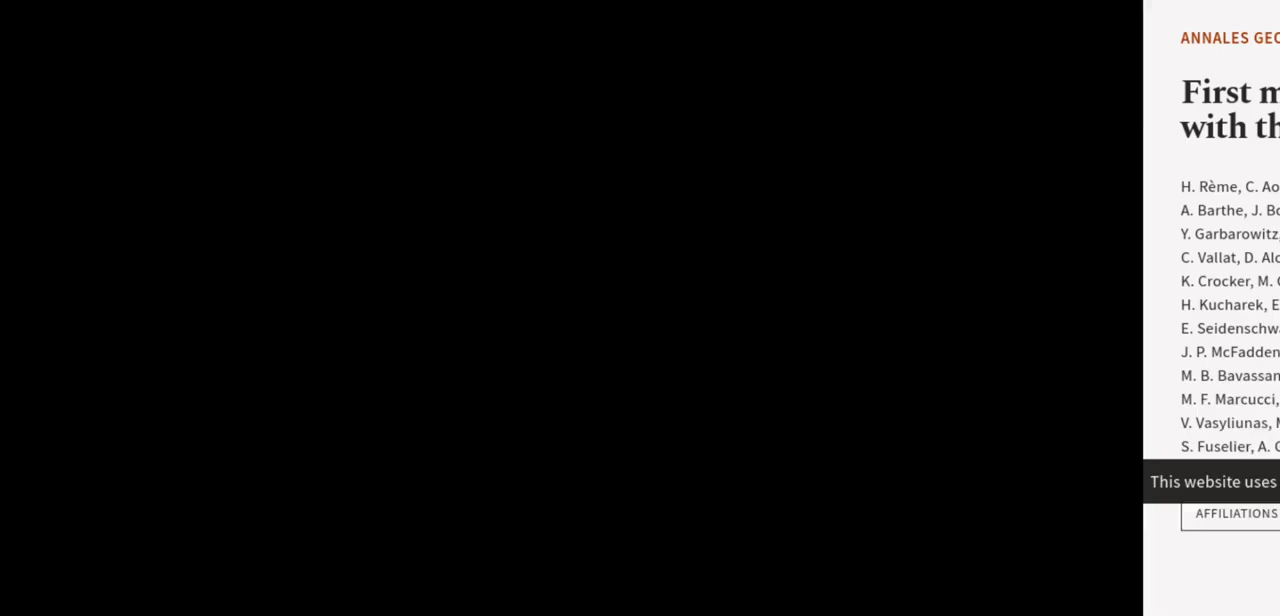 ANNALES GEO
First m
with th
H. Rème, C. Ao
A. Barthe, J. Bo
Y. Garbarowitz,
C. Vallat, D. Alc
K. Crocker, M.
H. Kucharek, E
E. Seidenschwa
J. P. McFadden
M. B. Bavassan
M. F. Marcucci,
V. Vasyliunas,
S. Fuselier, A.
This website uses
AFFILIATIONS